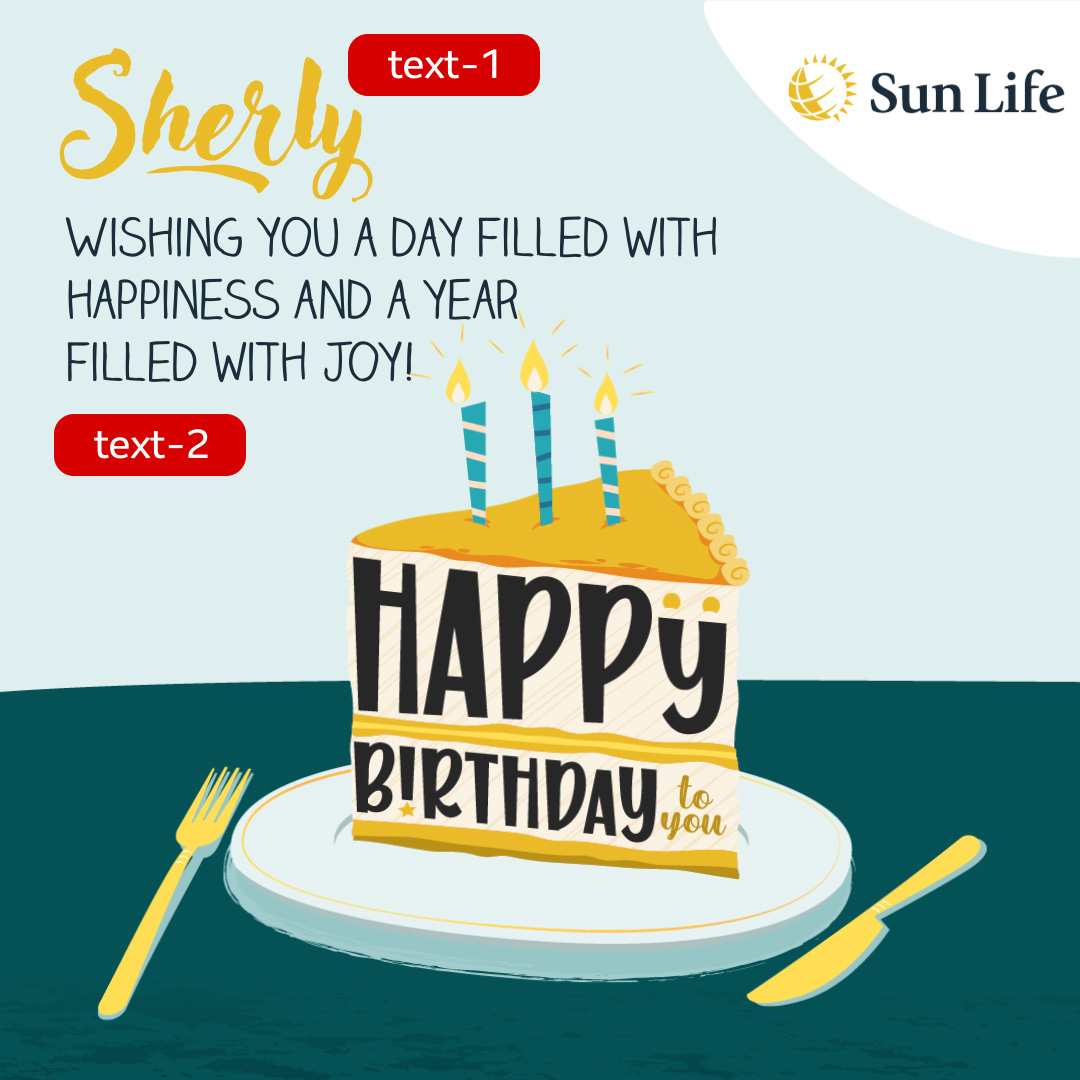 Sherly
text-1
Sun Life
WISHING YOU A DAY FILLED WITH
HAPPINESS AND A YEAR
FILLED WITH JOY!
text-2
HAPPÿ
BIRTHDAY
to
you